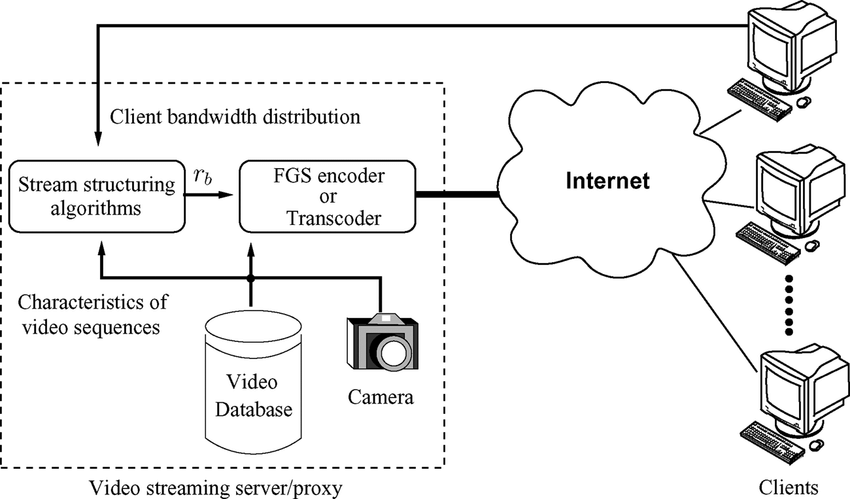 Client bandwidth distribution
Stream structuring
algorithms
r_b
FGS encoder
or
Transcoder
Internet
Characteristics of
video sequences
Video
Database
Camera
Video streaming server/proxy
Clients